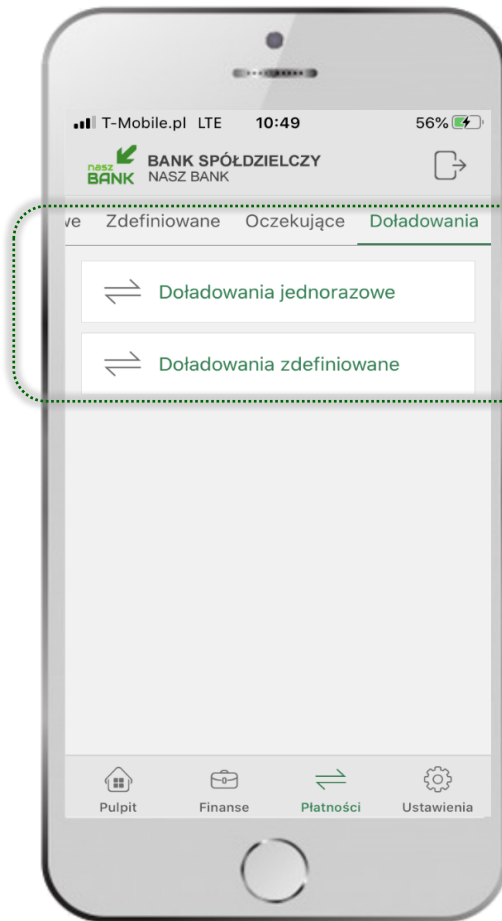 T-Mobile.pl LTE 10:49 56%
nasz BANK BANK SPÓŁDZIELCZY
NASZ BANK
we Zdefiniowane Oczekujące Doładowania
Doładowania jednorazowe
Doładowania zdefiniowane
Pulpit Finanse Płatności Ustawienia